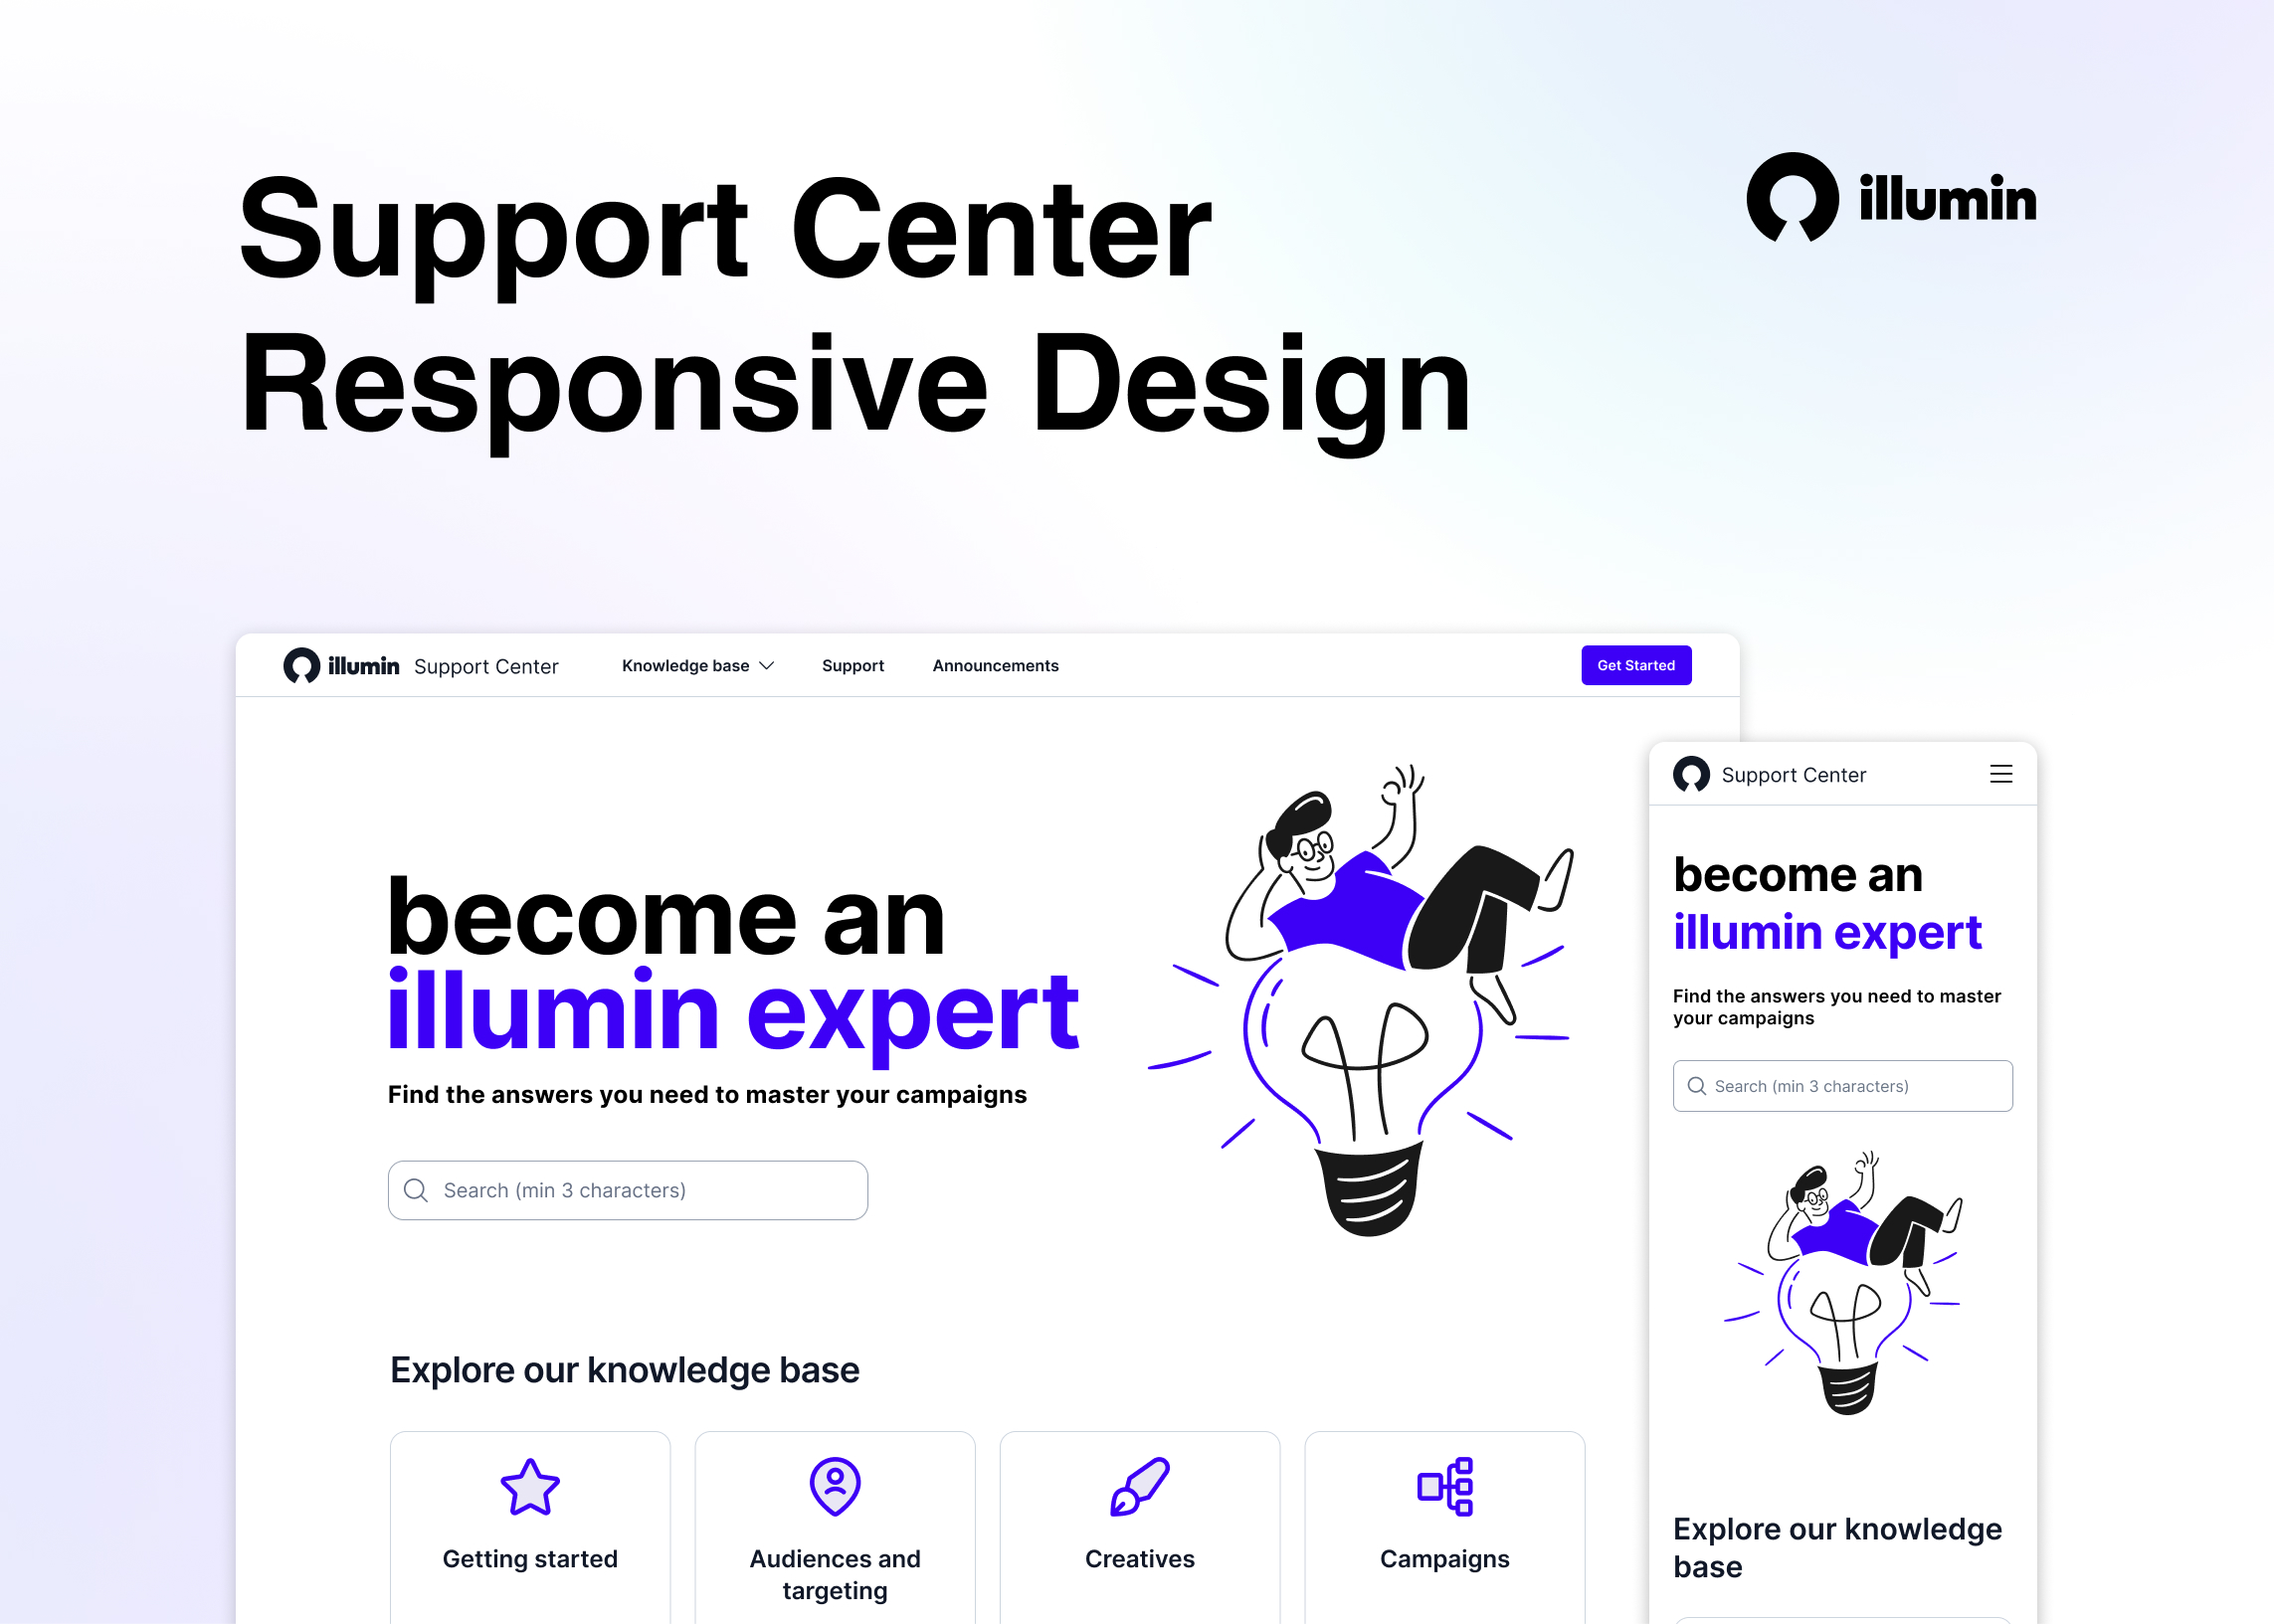 Support Center
Responsive Design
illumin
illumin Support Center
Knowledge base
Support
Announcements
Get Started
become an
illumin expert
Find the answers you need to master your campaigns
Search (min 3 characters)
Explore our knowledge base
Getting started
Audiences and
targeting
Creatives
Campaigns
Support Center
become an
illumin expert
Find the answers you need to master
your campaigns
Search (min 3 characters)
Explore our knowledge
base